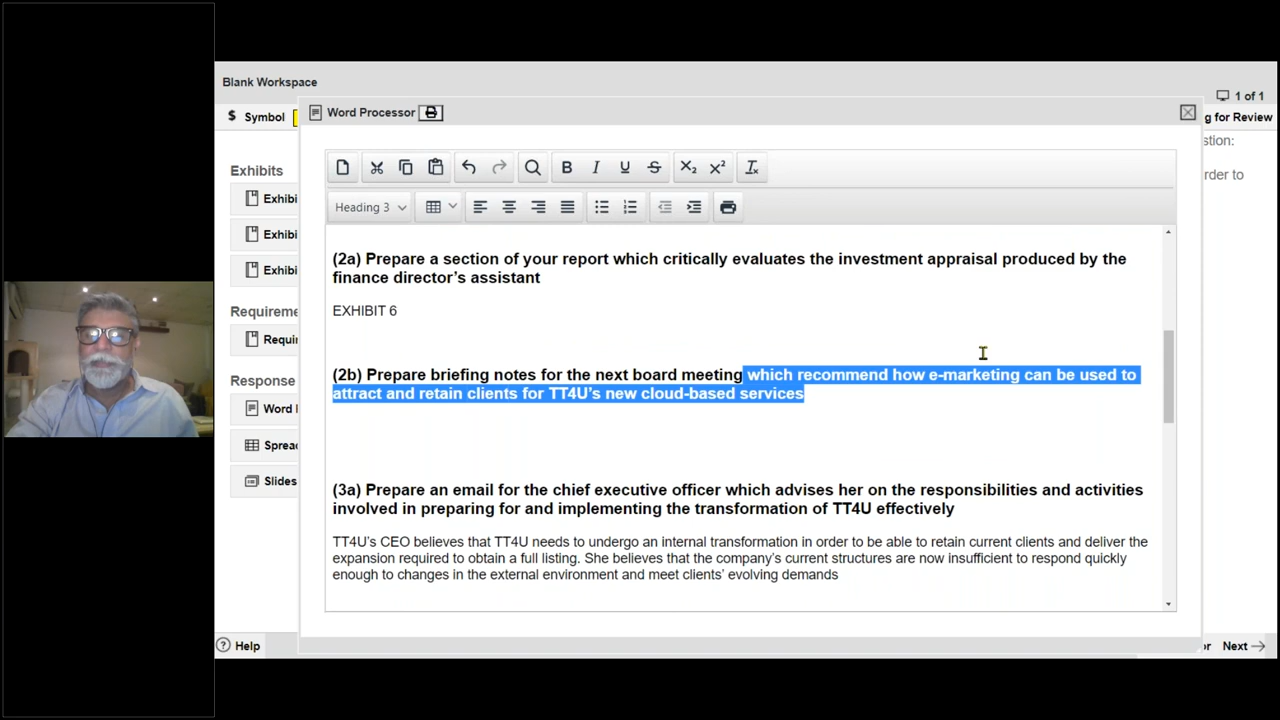 Blank Workspace
1 of 1
$ Symbol
Word Processor
g for Review
stion:
rder to
Exhibits
Exhibi
Exhibi
Exhibi
Requireme
Requir
Response
Word
Sprea
Slides
B I U S X₂ X² Ix
Heading 3
(2a) Prepare a section of your report which critically evaluates the investment appraisal produced by the
finance director's assistant
EXHIBIT 6
(2b) Prepare briefing notes for the next board meeting which recommend how e-marketing can be used to
attract and retain clients for TT4U's new cloud-based services
(3a) Prepare an email for the chief executive officer which advises her on the responsibilities and activities
involved in preparing for and implementing the transformation of TT4U effectively
TT4U's CEO believes that TT4U needs to undergo an internal transformation in order to be able to retain current clients and deliver the
expansion required to obtain a full listing. She believes that the company's current structures are now insufficient to respond quickly
enough to changes in the external environment and meet clients' evolving demands
? Help
or
Next